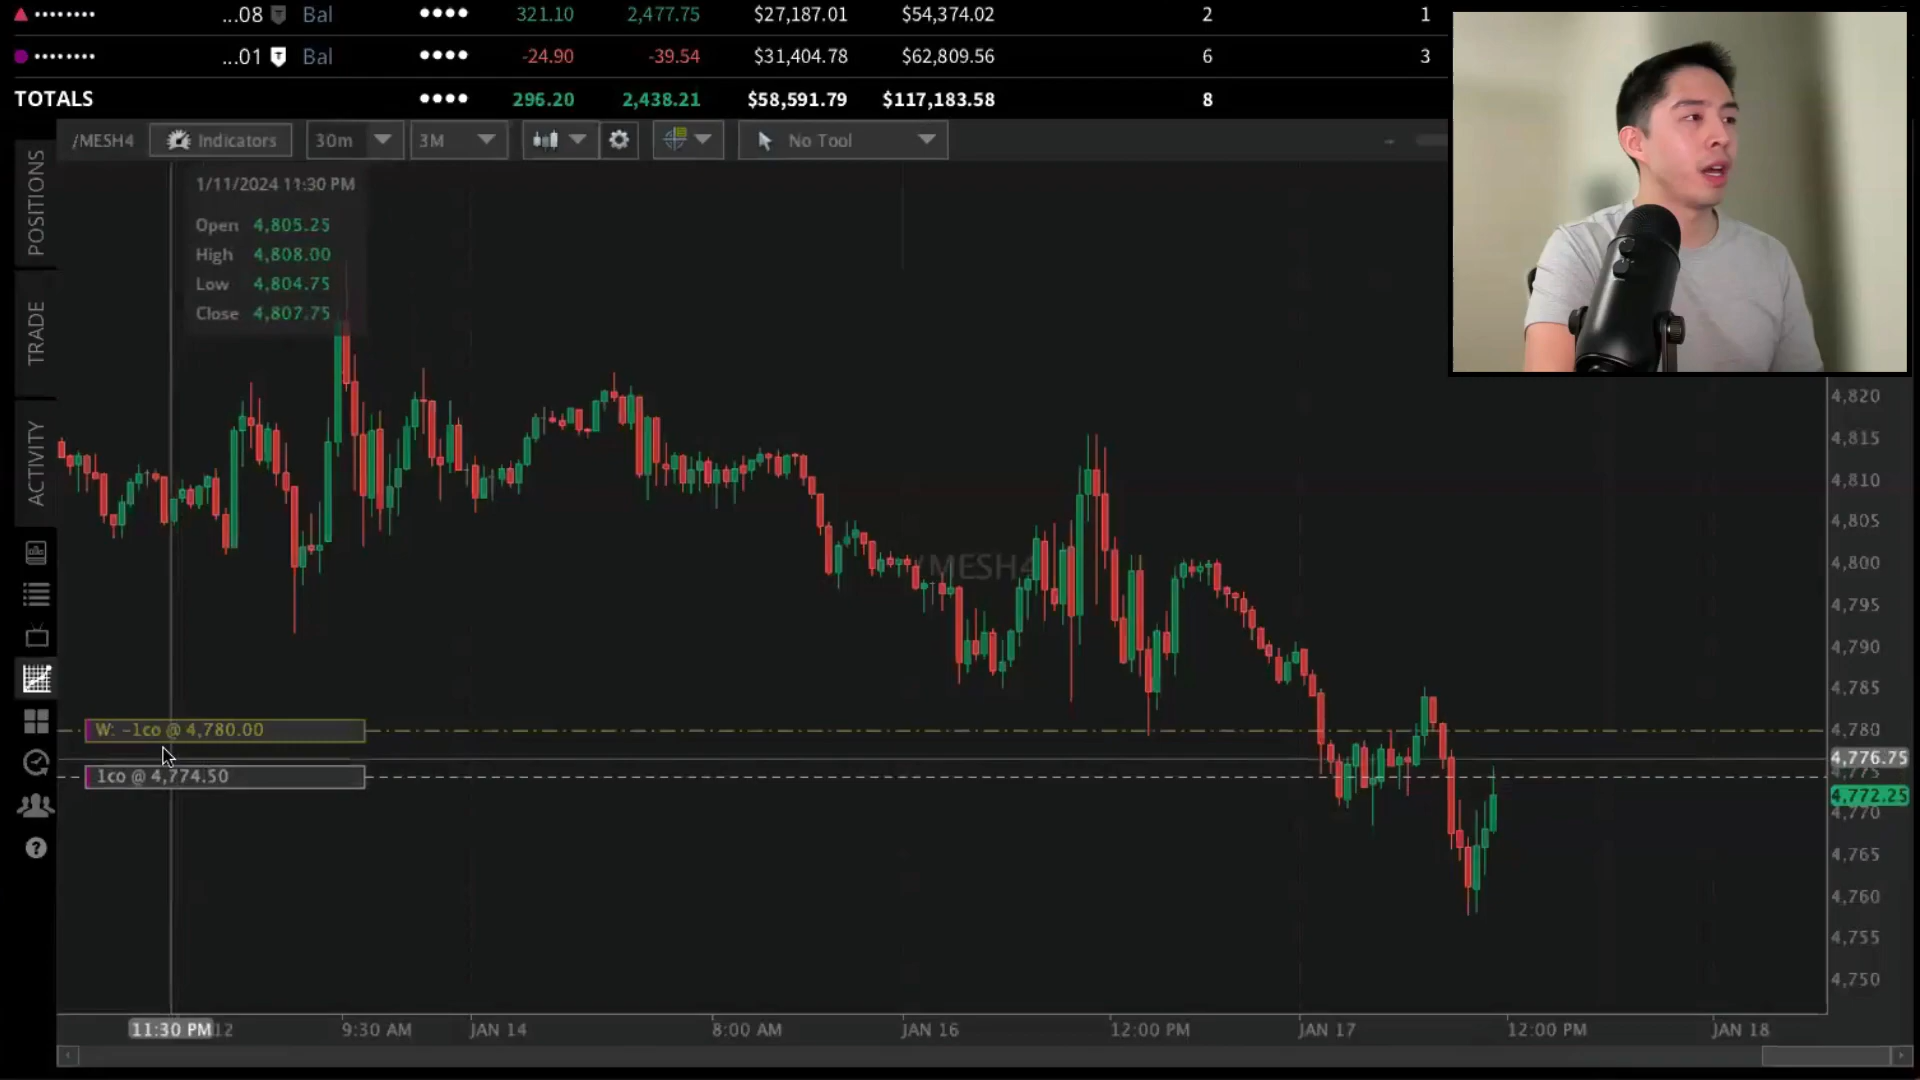 ...08 T Bal •••• 321.10 2,477.75 $27,187.01 $54,374.02 2 1
...01 T Bal •••• -24.90 -39.54 $31,404.78 $62,809.56 6 3
TOTALS •••• 296.20 2,438.21 $58,591.79 $117,183.58 8
/MESH4 Indicators 30m 3M No Tool
POSITIONS
TRADE
ACTIVITY
1/11/2024 11:30 PM
Open 4,805.25
High 4,808.00
Low 4,804.75
Close 4,807.75
/MESH4
W: -1co @ 4,780.00
1co @ 4,774.50
4,820
4,815
4,810
4,805
4,800
4,795
4,790
4,785
4,780
4,776.75
4,775
4,772.25
4,770
4,765
4,760
4,755
4,750
11:30 PM 12 9:30 AM JAN 14 8:00 AM JAN 16 12:00 PM JAN 17 12:00 PM JAN 18